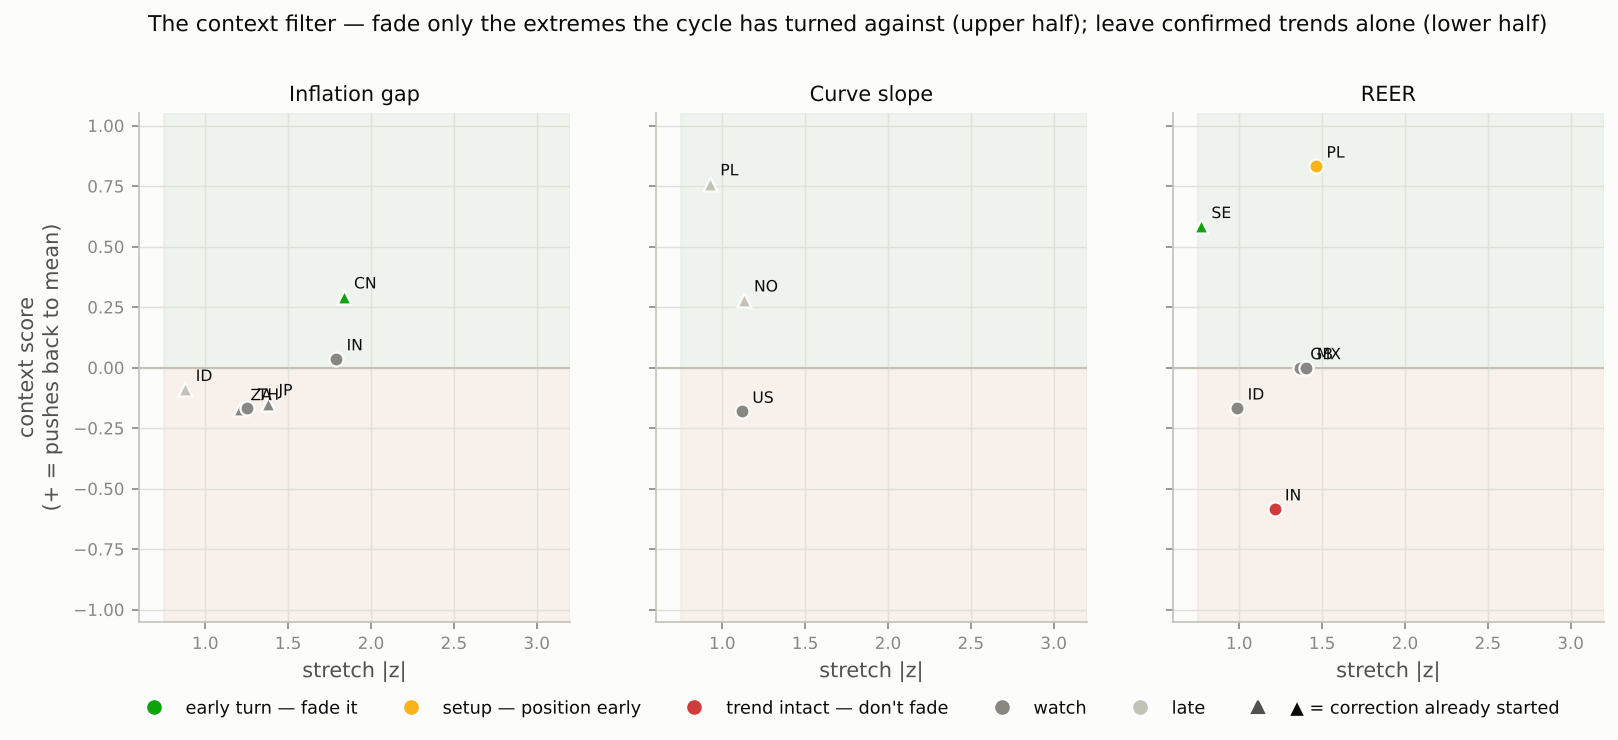 The context filter — fade only the extremes the cycle has turned against (upper half); leave confirmed trends alone (lower half)
Inflation gap
Curve slope
REER
context score
(+ = pushes back to mean)
1.00
0.75
0.50
0.25
0.00
−0.25
−0.50
−0.75
−1.00
CN
IN
ID
ZA
TH
JP
1.0 1.5 2.0 2.5 3.0
stretch |z|
PL
NO
US
1.0 1.5 2.0 2.5 3.0
stretch |z|
PL
SE
GB
MX
ID
IN
1.0 1.5 2.0 2.5 3.0
stretch |z|
early turn — fade it
setup — position early
trend intact — don't fade
watch
late
▲ = correction already started